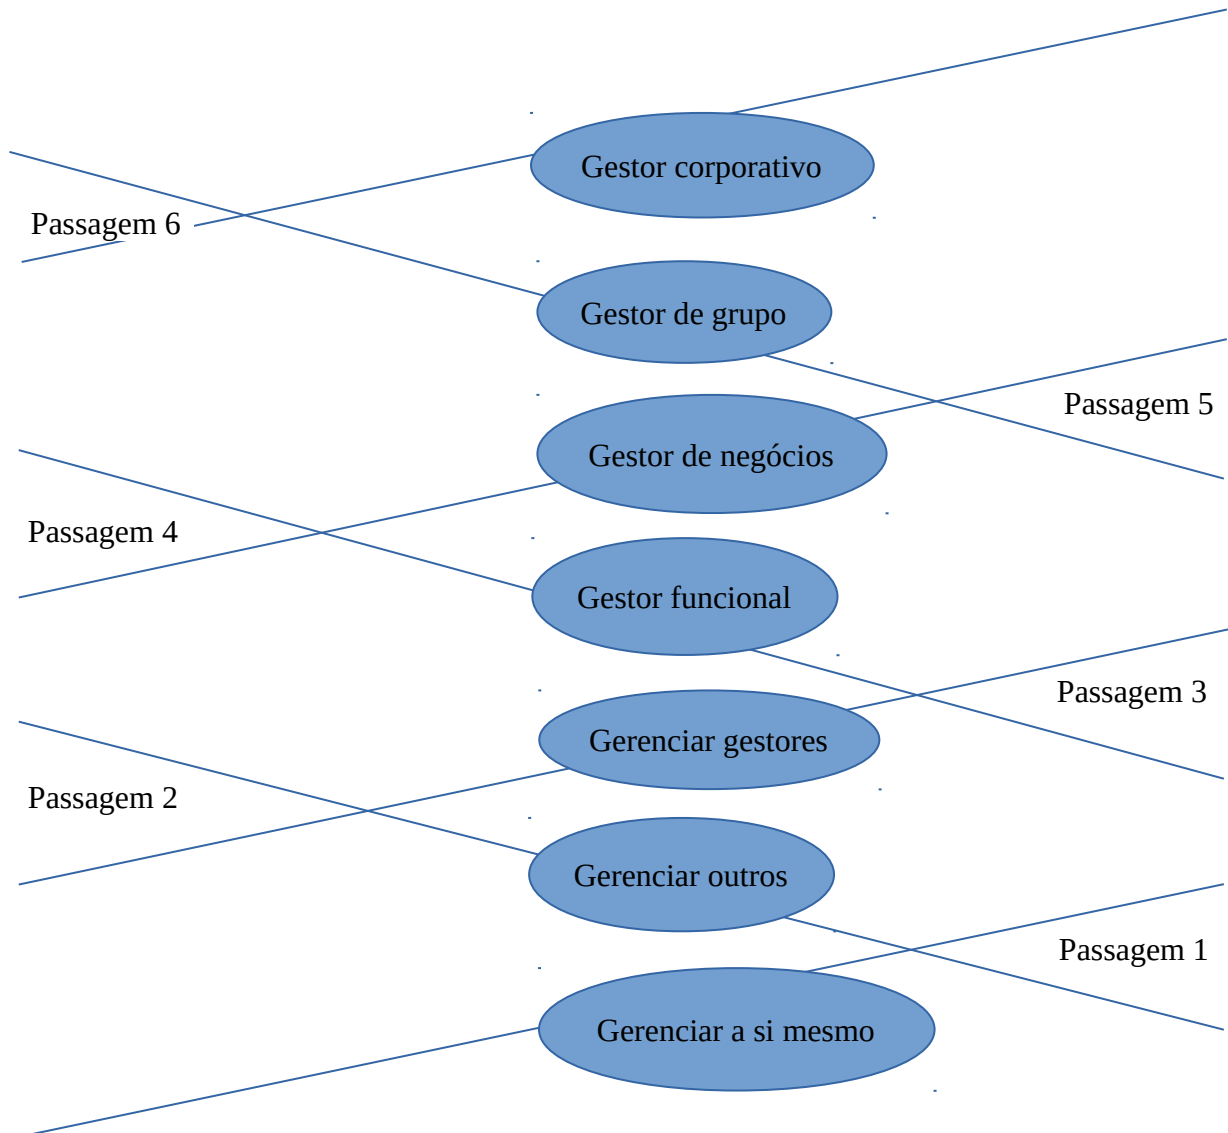 Gestor corporativo
Passagem 6
Gestor de grupo
Passagem 5
Gestor de negócios
Passagem 4
Gestor funcional
Passagem 3
Gerenciar gestores
Passagem 2
Gerenciar outros
Passagem 1
Gerenciar a si mesmo